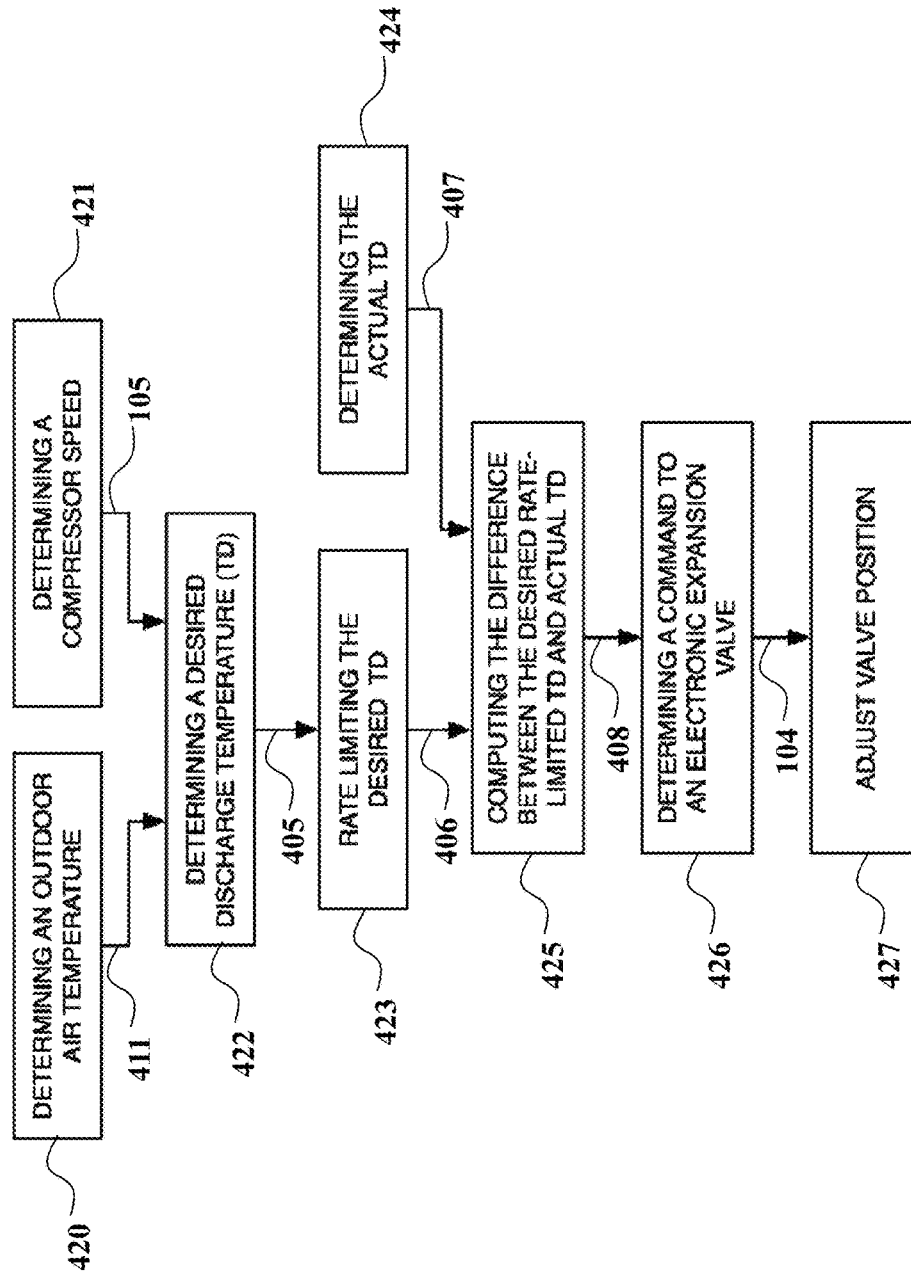 DETERMINING AN OUTDOOR
AIR TEMPERATURE
420
411
DETERMINING A
COMPRESSOR SPEED
421
105
DETERMINING A DESIRED
DISCHARGE TEMPERATURE (TD)
422
405
RATE LIMITING THE
DESIRED TD
423
406
DETERMINING THE
ACTUAL TD
424
407
COMPUTING THE DIFFERENCE
BETWEEN THE DESIRED RATE-
LIMITED TD AND ACTUAL TD
425
408
DETERMINING A COMMAND TO
AN ELECTRONIC EXPANSION
VALVE
426
104
ADJUST VALVE POSITION
427